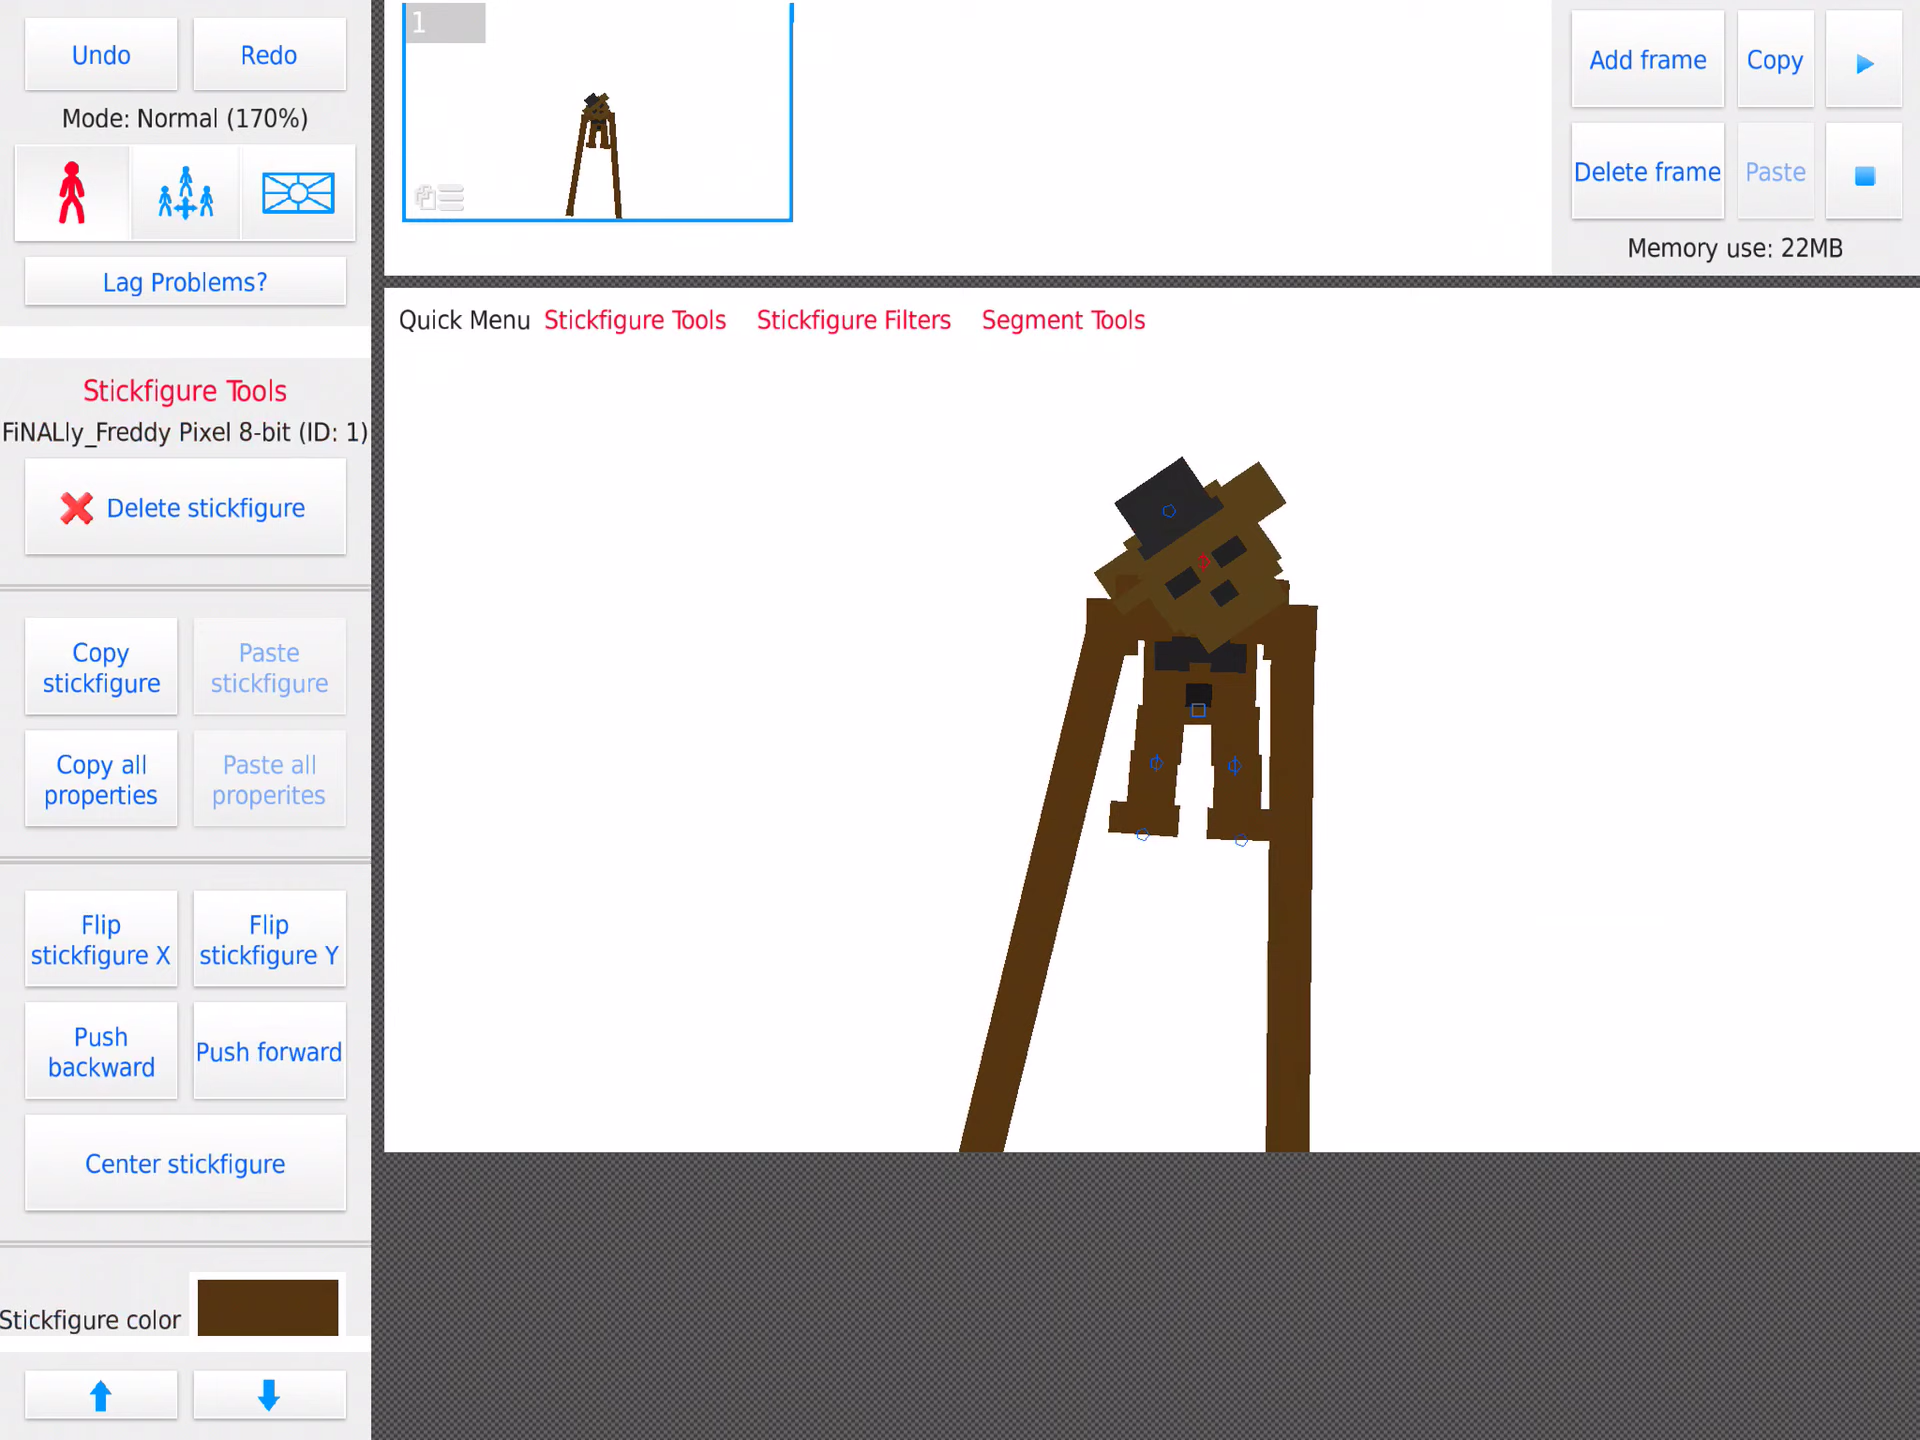 Undo
Redo
Mode: Normal (170%)
Lag Problems?
Stickfigure Tools
FiNALly_Freddy Pixel 8-bit (ID: 1)
Delete stickfigure
Copy
stickfigure
Paste
stickfigure
Copy all
properties
Paste all
properites
Flip
stickfigure X
Flip
stickfigure Y
Push
backward
Push forward
Center stickfigure
Stickfigure color
1
Add frame
Copy
Delete frame
Paste
Memory use: 22MB
Quick Menu
Stickfigure Tools
Stickfigure Filters
Segment Tools